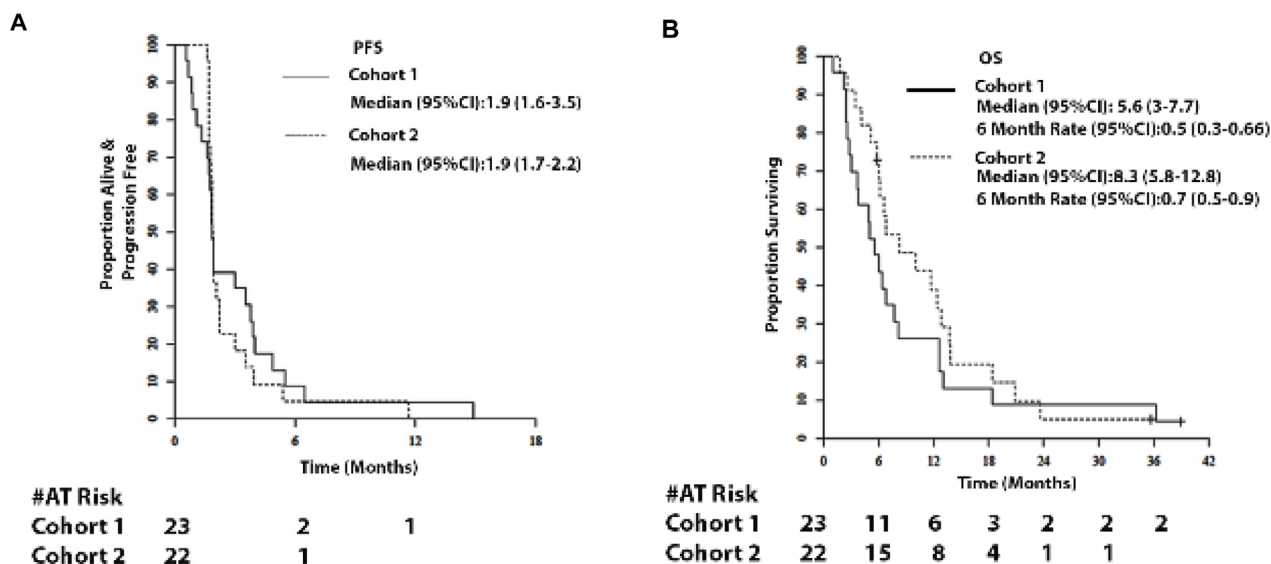 A
PFS
Cohort 1
Median (95%CI):1.9 (1.6-3.5)
Cohort 2
Median (95%CI):1.9 (1.7-2.2)
Proportion Alive &
Progression Free
100
90
80
70
60
50
40
30
20
10
0
0 6 12 18
Time (Months)
#AT Risk
Cohort 1 23 2 1
Cohort 2 22 1
B
OS
Cohort 1
Median (95%CI): 5.6 (3-7.7)
6 Month Rate (95%CI):0.5 (0.3-0.66)
Cohort 2
Median (95%CI):8.3 (5.8-12.8)
6 Month Rate (95%CI):0.7 (0.5-0.9)
Proportion Surviving
100
90
80
70
60
50
40
30
20
10
0
0 6 12 18 24 30 36 42
Time (Months)
#AT Risk
Cohort 1 23 11 6 3 2 2 2
Cohort 2 22 15 8 4 1 1